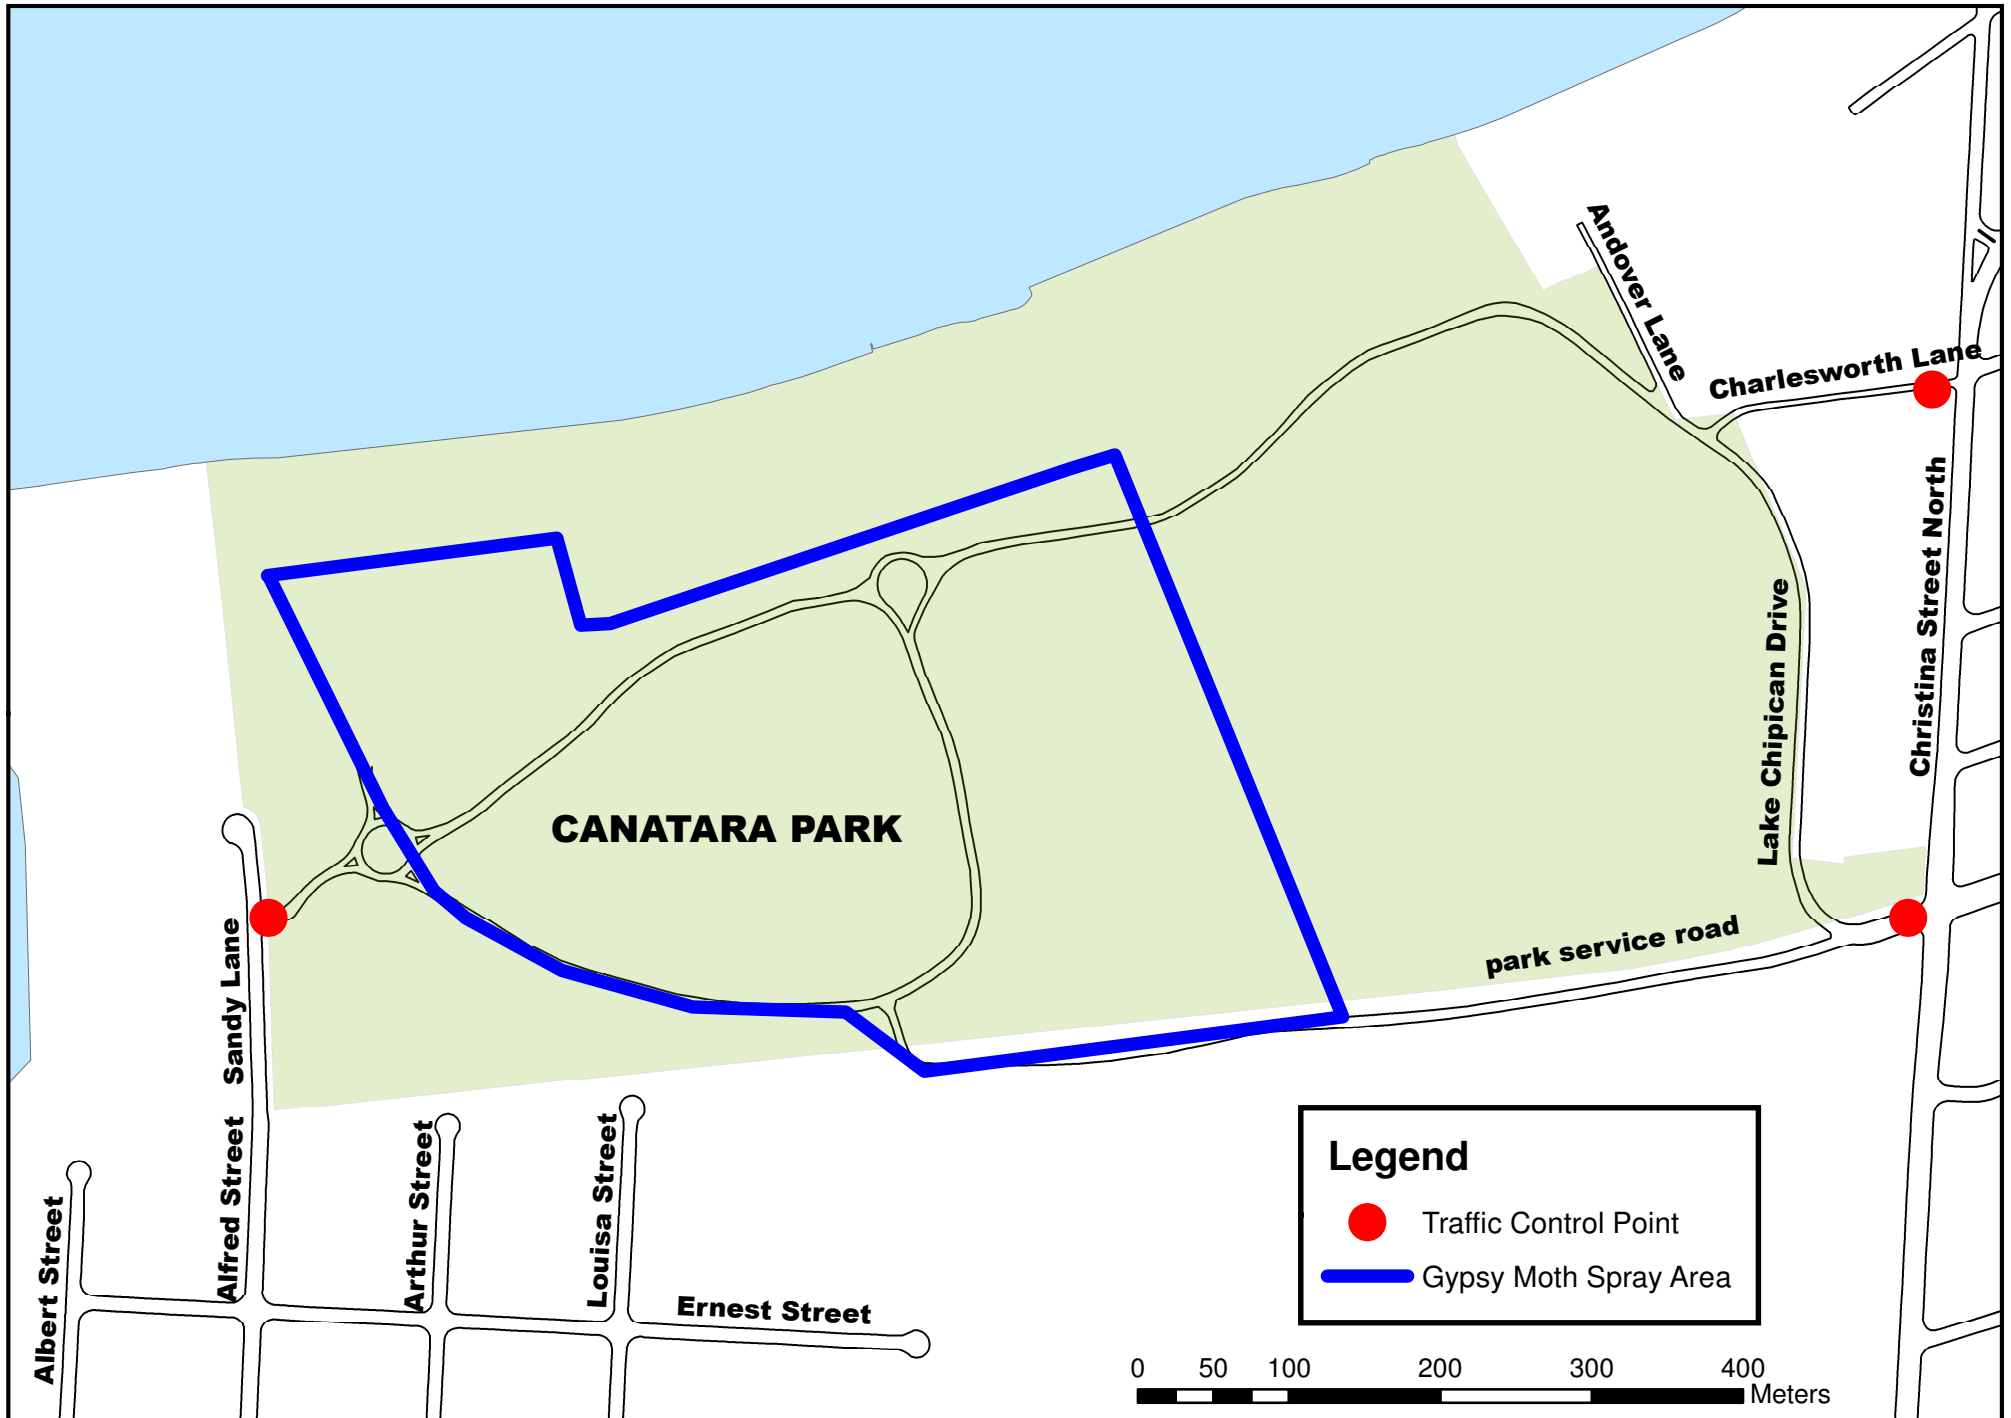 Andover Lane
Charlesworth Lane
Christina Street North
Lake Chipican Drive
CANATARA PARK
park service road
Sandy Lane
Alfred Street
Arthur Street
Louisa Street
Albert Street
Ernest Street
Legend
Traffic Control Point
Gypsy Moth Spray Area
0 50 100 200 300 400
Meters